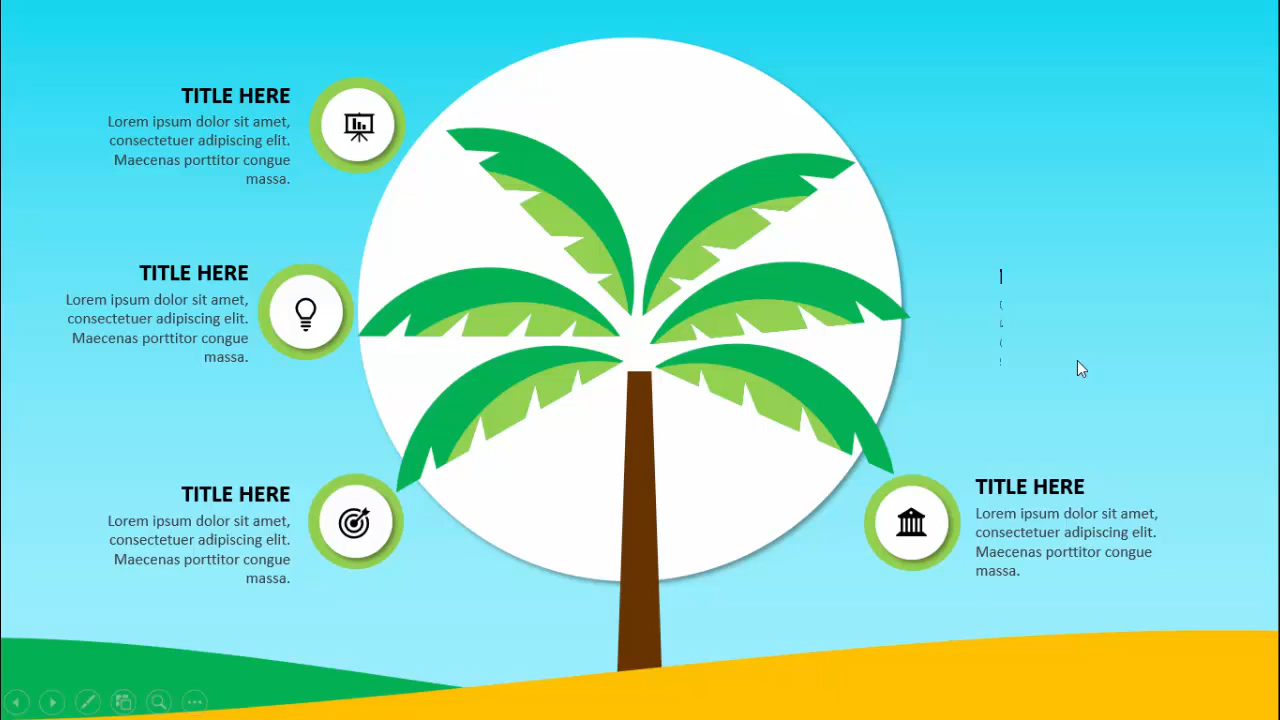 TITLE HERE
Lorem ipsum dolor sit amet,
consectetuer adipiscing elit.
Maecenas porttitor congue
massa.
TITLE HERE
Lorem ipsum dolor sit amet,
consectetuer adipiscing elit.
Maecenas porttitor congue
massa.
TITLE HERE
Lorem ipsum dolor sit amet,
consectetuer adipiscing elit.
Maecenas porttitor congue
massa.
TITLE HERE
Lorem ipsum dolor sit amet,
consectetuer adipiscing elit.
Maecenas porttitor congue
massa.